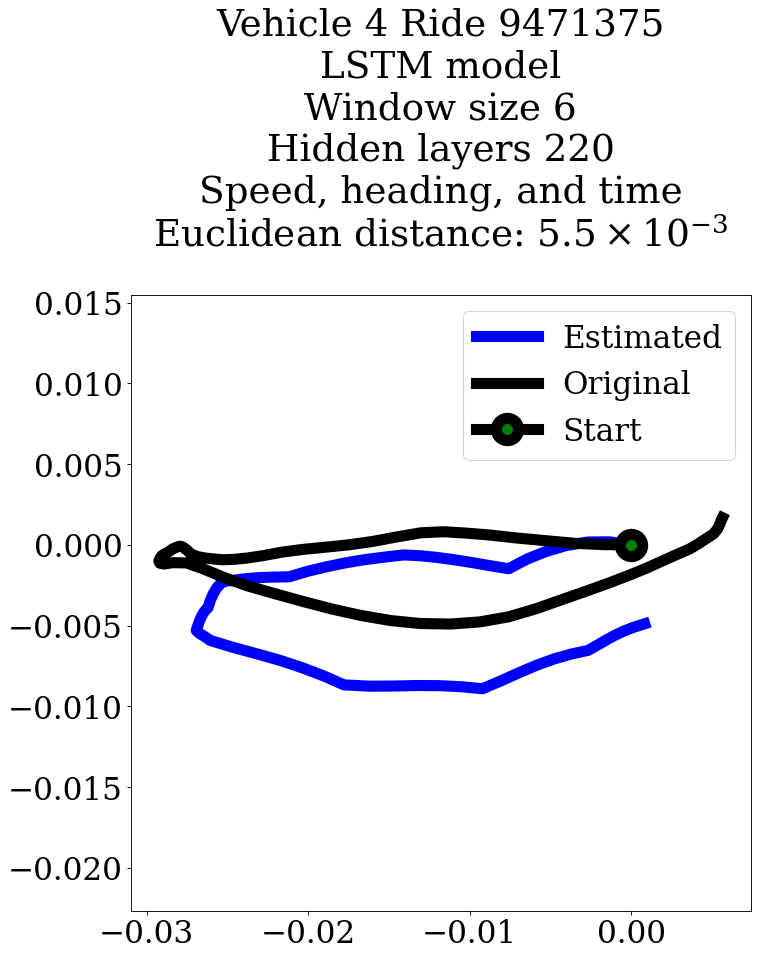 Vehicle 4 Ride 9471375
LSTM model
Window size 6
Hidden layers 220
Speed, heading, and time
Euclidean distance: 5.5 × 10⁻³
0.015
0.010
0.005
0.000
−0.005
−0.010
−0.015
−0.020
Estimated
Original
Start
−0.03 −0.02 −0.01 0.00